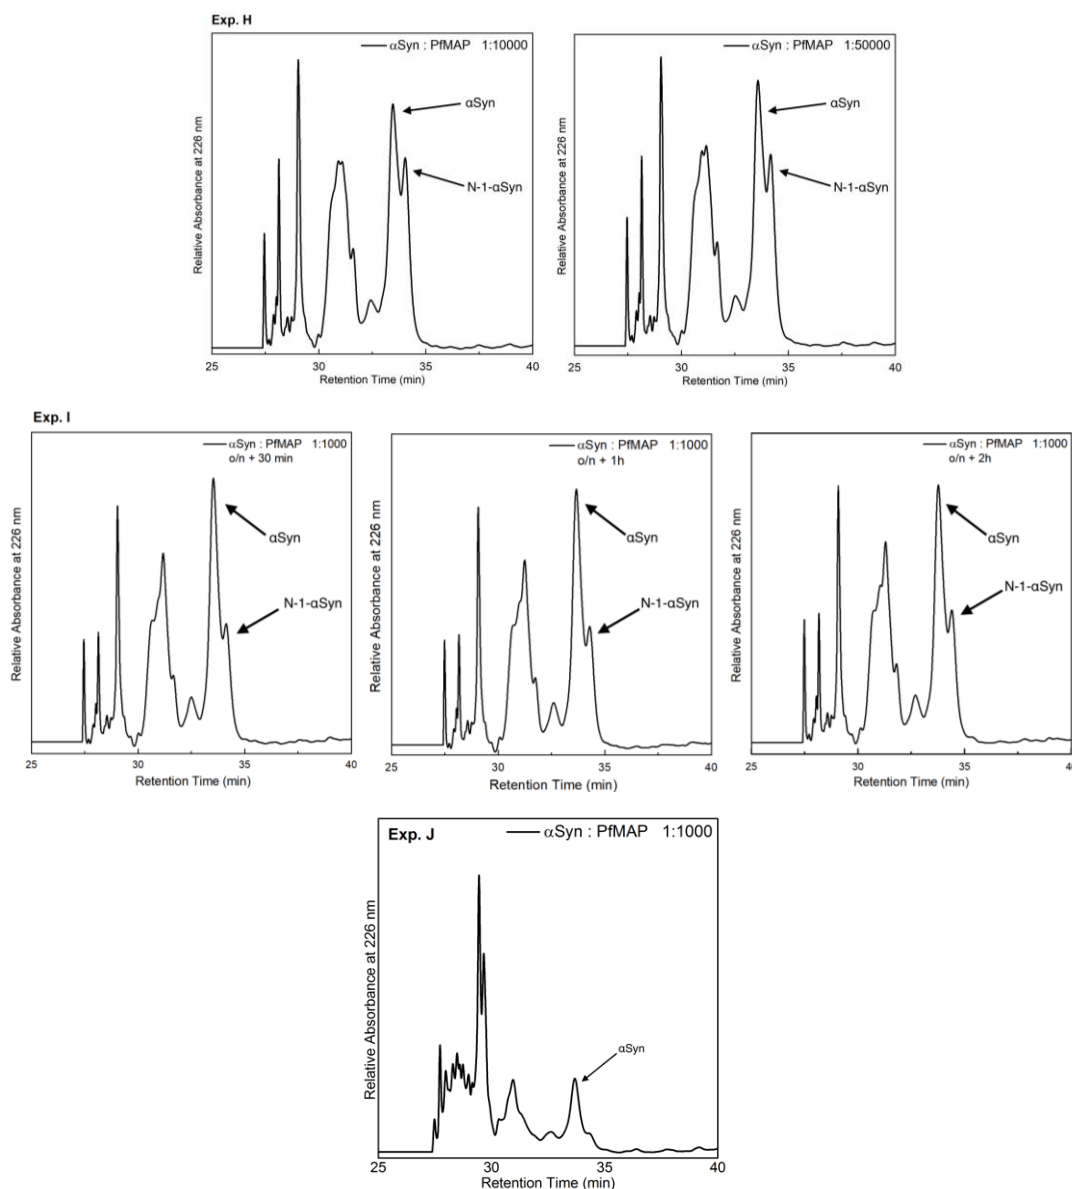 Exp. H
αSyn : PfMAP 1:10000
αSyn
N-1-αSyn
Relative Absorbance at 226 nm
25 30 35 40
Retention Time (min)
αSyn : PfMAP 1:50000
αSyn
N-1-αSyn
Relative Absorbance at 226 nm
25 30 35 40
Retention Time (min)
Exp. I
αSyn : PfMAP 1:1000
o/n + 30 min
αSyn
N-1-αSyn
Relative Absorbance at 226 nm
25 30 35 40
Retention Time (min)
αSyn : PfMAP 1:1000
o/n + 1h
αSyn
N-1-αSyn
Relative Absorbance at 226 nm
25 30 35 40
Retention Time (min)
αSyn : PfMAP 1:1000
o/n + 2h
αSyn
N-1-αSyn
Relative Absorbance at 226 nm
25 30 35 40
Retention Time (min)
Exp. J
αSyn : PfMAP 1:1000
αSyn
Relative Absorbance at 226 nm
25 30 35 40
Retention Time (min)